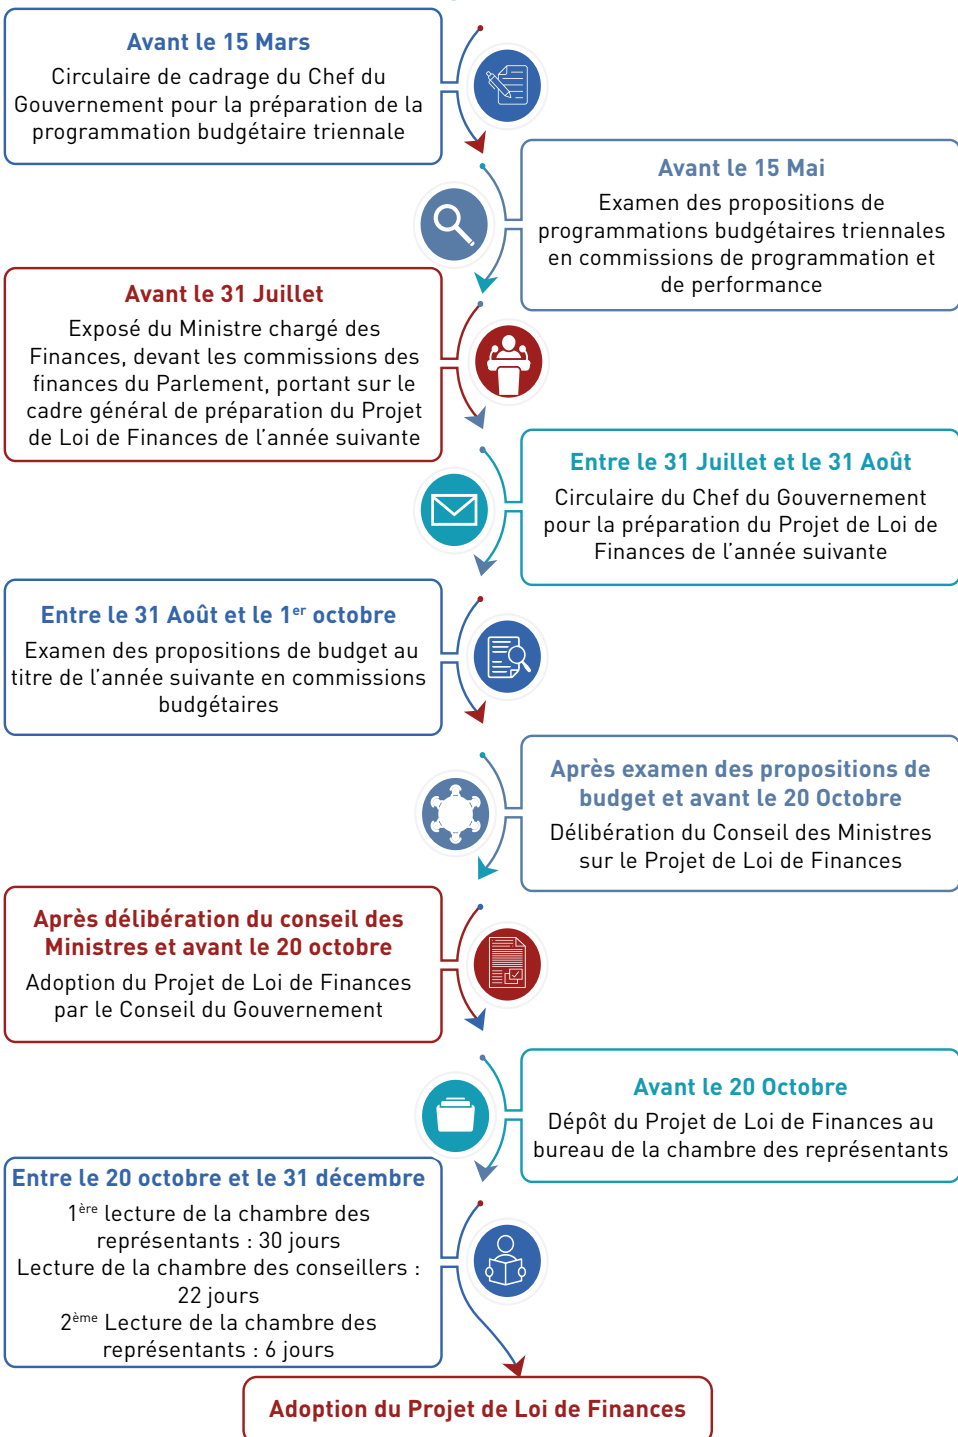 Avant le 15 Mars
Circulaire de cadrage du Chef du
Gouvernement pour la préparation de la
programmation budgétaire triennale
Avant le 15 Mai
Examen des propositions de
programmations budgétaires triennales
en commissions de programmation et
de performance
Avant le 31 Juillet
Exposé du Ministre chargé des
Finances, devant les commissions des
finances du Parlement, portant sur le
cadre général de préparation du Projet
de Loi de Finances de l'année suivante
Entre le 31 Juillet et le 31 Août
Circulaire du Chef du Gouvernement
pour la préparation du Projet de Loi de
Finances de l'année suivante
Entre le 31 Août et le 1er octobre
Examen des propositions de budget au
titre de l'année suivante en commissions
budgétaires
Après examen des propositions de
budget et avant le 20 Octobre
Délibération du Conseil des Ministres
sur le Projet de Loi de Finances
Après délibération du conseil des
Ministres et avant le 20 octobre
Adoption du Projet de Loi de Finances
par le Conseil du Gouvernement
Avant le 20 Octobre
Dépôt du Projet de Loi de Finances au
bureau de la chambre des représentants
Entre le 20 octobre et le 31 décembre
1ère lecture de la chambre des
représentants : 30 jours
Lecture de la chambre des conseillers :
22 jours
2ème Lecture de la chambre des
représentants : 6 jours
Adoption du Projet de Loi de Finances